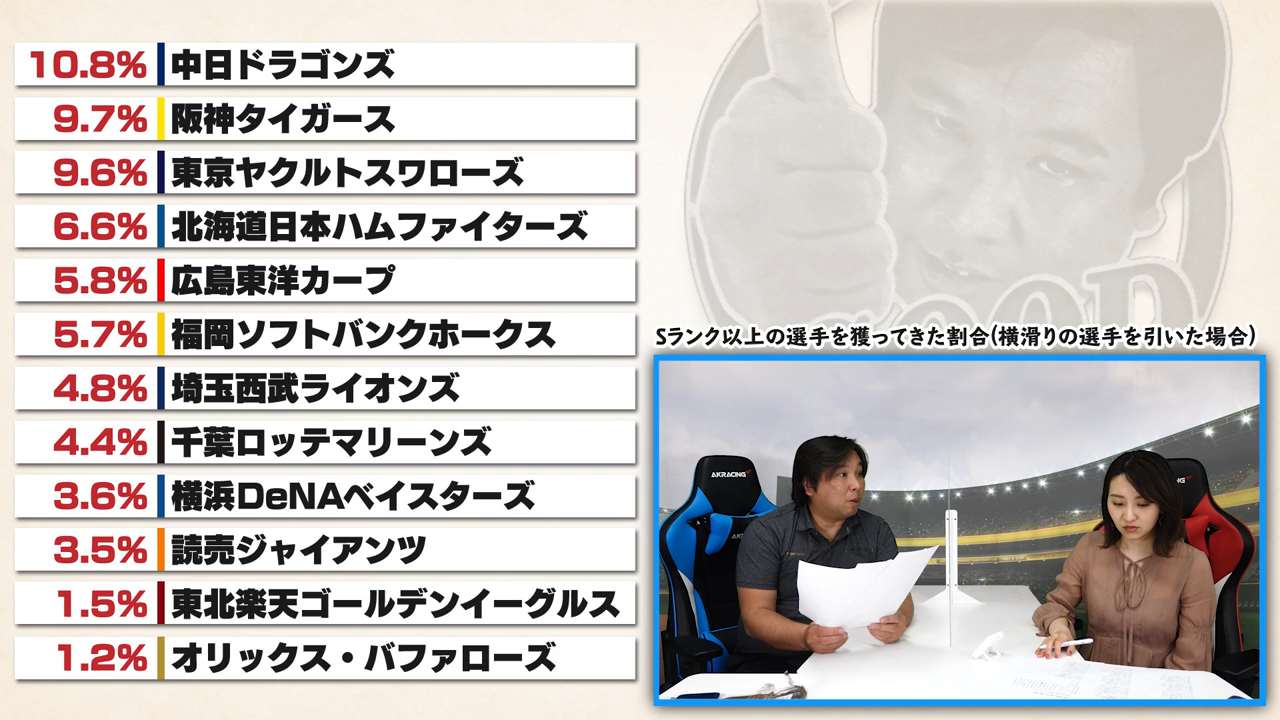 10.8% 中日ドラゴンズ
9.7% 阪神タイガース
9.6% 東京ヤクルトスワローズ
6.6% 北海道日本ハムファイターズ
5.8% 広島東洋カープ
5.7% 福岡ソフトバンクホークス
4.8% 埼玉西武ライオンズ
4.4% 千葉ロッテマリーンズ
3.6% 横浜DeNAベイスターズ
3.5% 読売ジャイアンツ
1.5% 東北楽天ゴールデンイーグルス
1.2% オリックス・バファローズ
GOOD
Sランク以上の選手を獲ってきた割合(横滑りの選手を引いた場合)
AKRACING